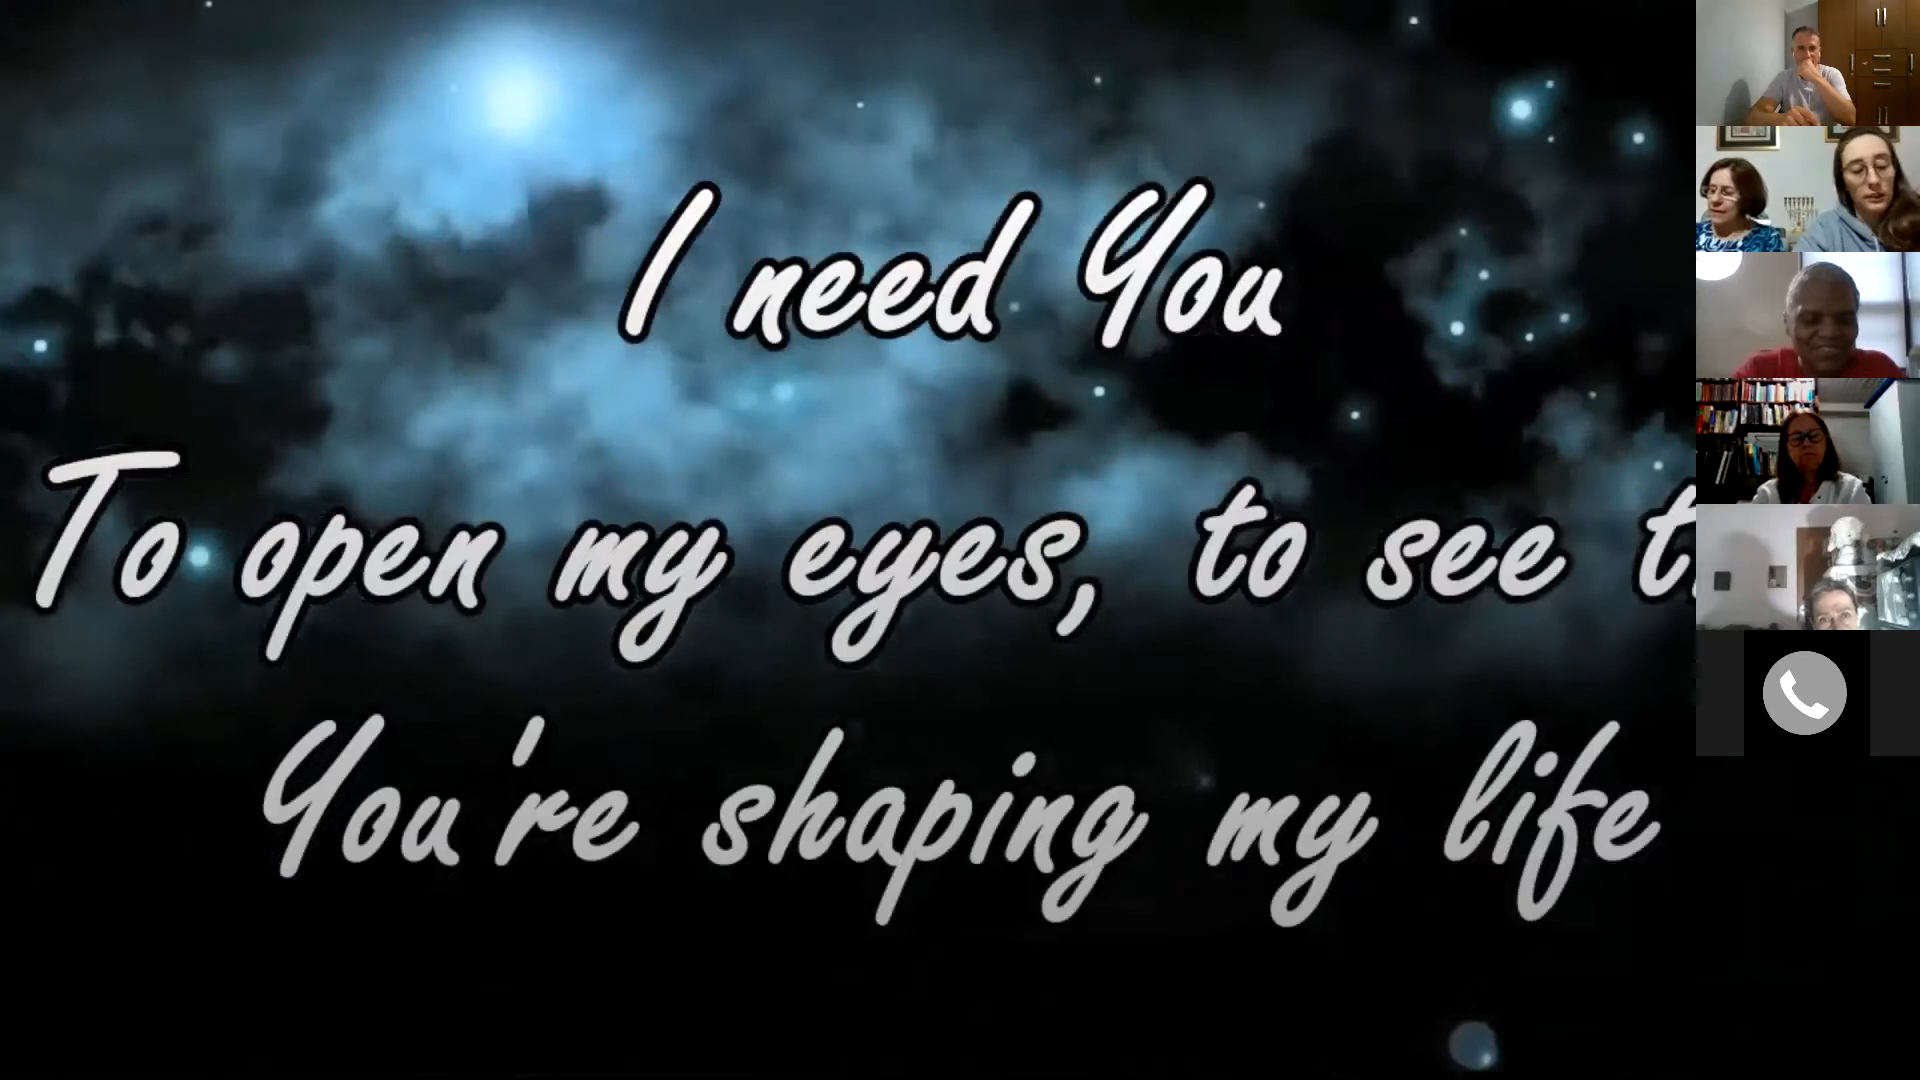 I need You
To open my eyes, to see
You're shaping my life